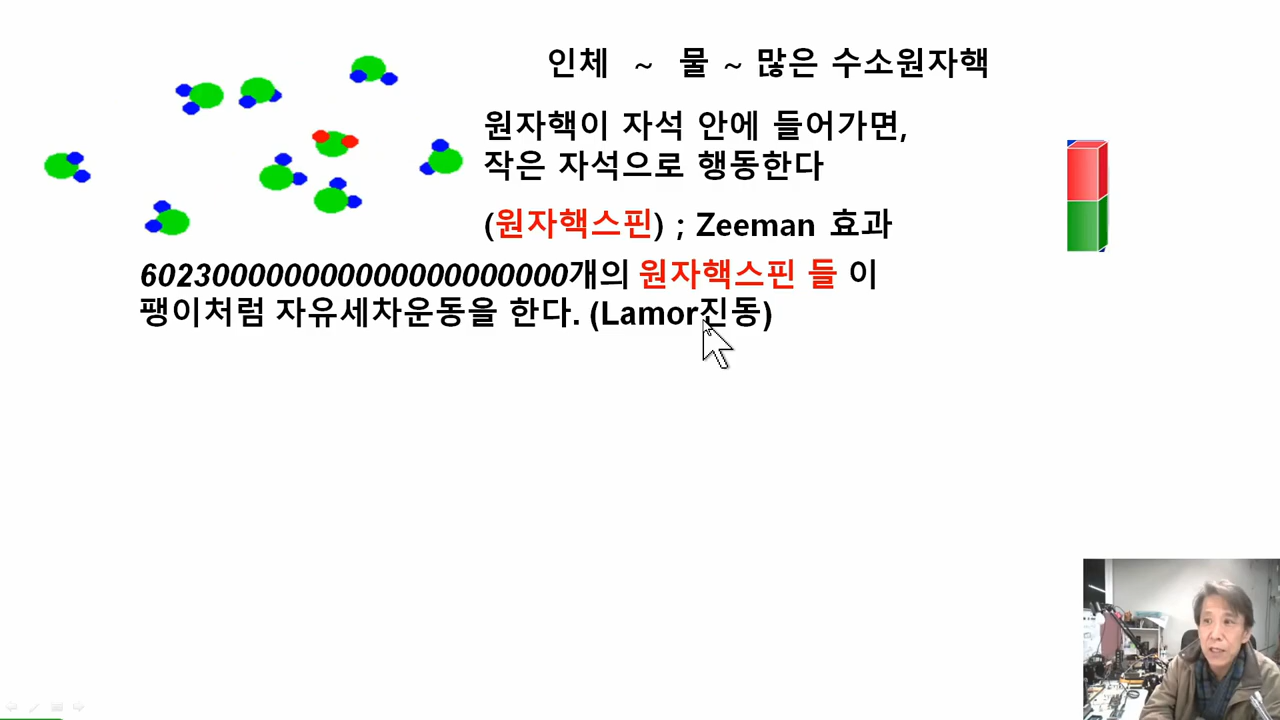 인체 ~ 물 ~ 많은 수소원자핵
원자핵이 자석 안에 들어가면,
작은 자석으로 행동한다
(원자핵스핀) ; Zeeman 효과
602300000000000000000000개의 원자핵스핀 들 이
팽이처럼 자유세차운동을 한다. (Lamor진동)